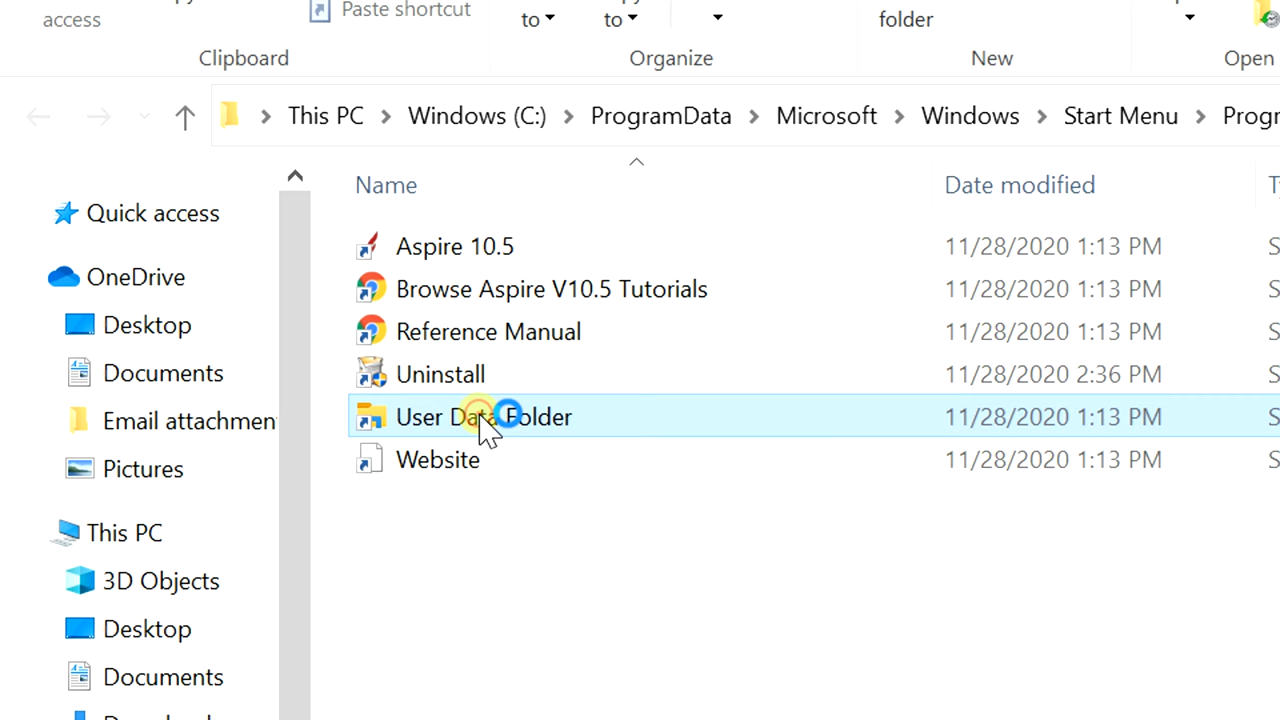 access
Paste shortcut
to
to
folder
Clipboard
Organize
New
Open
This PC
Windows (C:)
ProgramData
Microsoft
Windows
Start Menu
Name
Date modified
Quick access
OneDrive
Desktop
Documents
Pictures
This PC
3D Objects
Desktop
Documents
Aspire 10.5 11/28/2020 1:13 PM
Browse Aspire V10.5 Tutorials 11/28/2020 1:13 PM
Reference Manual 11/28/2020 1:13 PM
Uninstall 11/28/2020 2:36 PM
User Data Folder 11/28/2020 1:13 PM
Website 11/28/2020 1:13 PM
Email attachmen